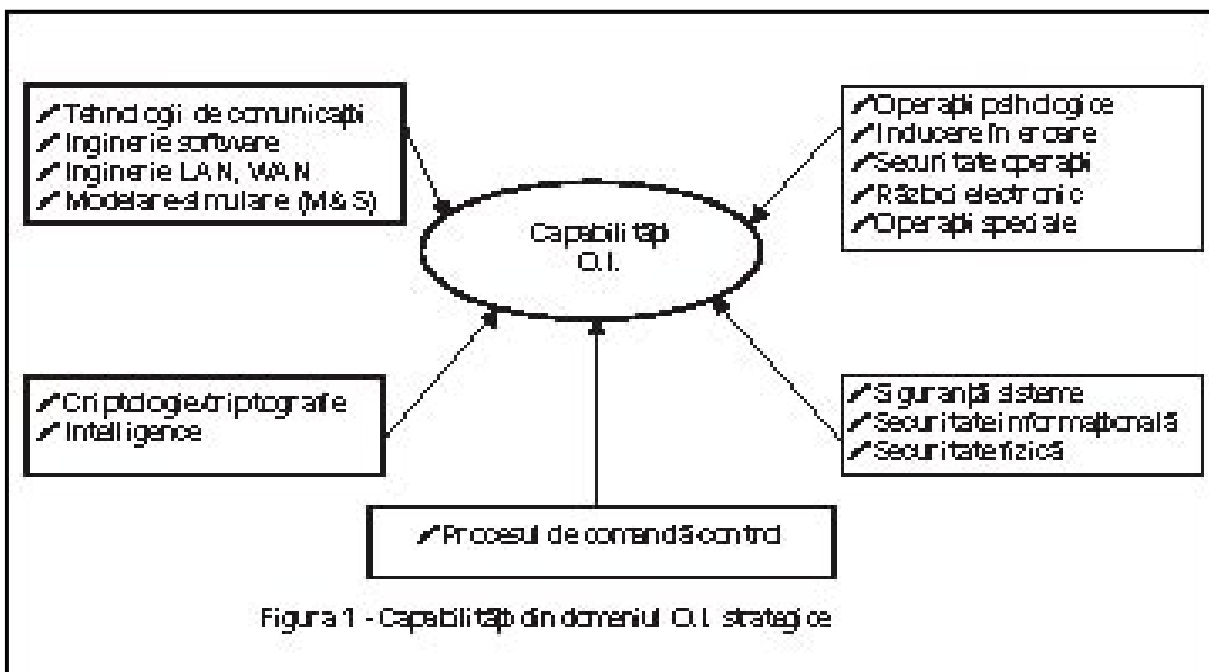 Tehnologii de comunicații
Inginerie software
Inginerie LAN, WAN
Modelare-simulare (M&S)
Operații psihologice
Inducere în eroare
Securitate operații
Război electronic
Operații speciale
Capabilități
O.I.
Criptologie/criptografie
Intelligence
Siguranță sisteme
Securitate informațională
Securitate fizică
Procesul de comandă-control
Figura 1 - Capabilități din domeniul O.I. strategice